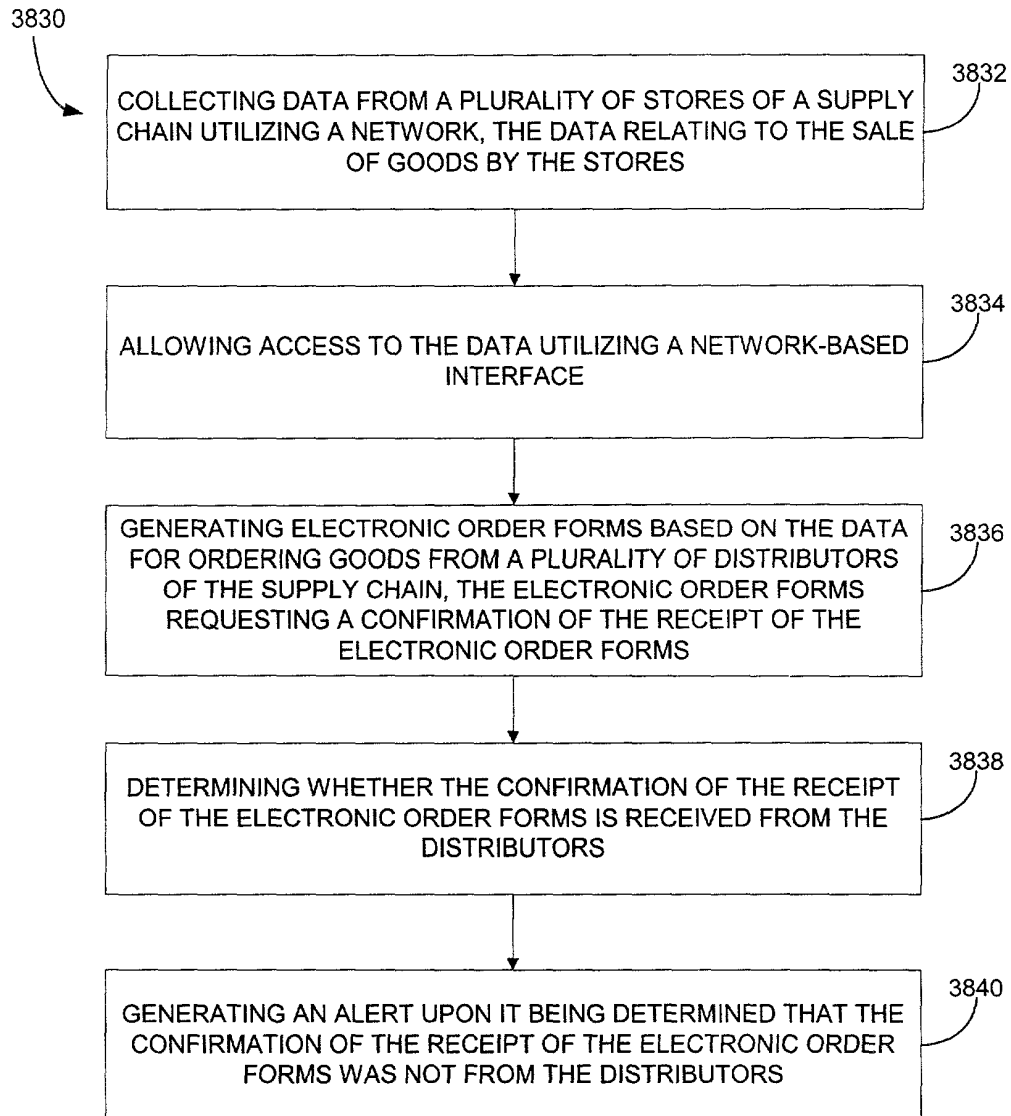 3830
3832
COLLECTING DATA FROM A PLURALITY OF STORES OF A SUPPLY
CHAIN UTILIZING A NETWORK, THE DATA RELATING TO THE SALE
OF GOODS BY THE STORES
3834
ALLOWING ACCESS TO THE DATA UTILIZING A NETWORK-BASED
INTERFACE
3836
GENERATING ELECTRONIC ORDER FORMS BASED ON THE DATA
FOR ORDERING GOODS FROM A PLURALITY OF DISTRIBUTORS
OF THE SUPPLY CHAIN, THE ELECTRONIC ORDER FORMS
REQUESTING A CONFIRMATION OF THE RECEIPT OF THE
ELECTRONIC ORDER FORMS
3838
DETERMINING WHETHER THE CONFIRMATION OF THE RECEIPT
OF THE ELECTRONIC ORDER FORMS IS RECEIVED FROM THE
DISTRIBUTORS
3840
GENERATING AN ALERT UPON IT BEING DETERMINED THAT THE
CONFIRMATION OF THE RECEIPT OF THE ELECTRONIC ORDER
FORMS WAS NOT FROM THE DISTRIBUTORS